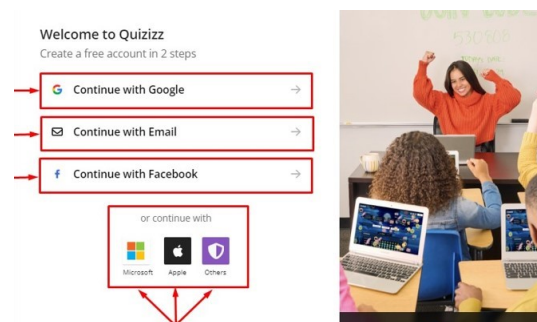 Welcome to Quizizz
Create a free account in 2 steps
Continue with Google
Continue with Email
Continue with Facebook
or continue with
Microsoft
Apple
Others
530808